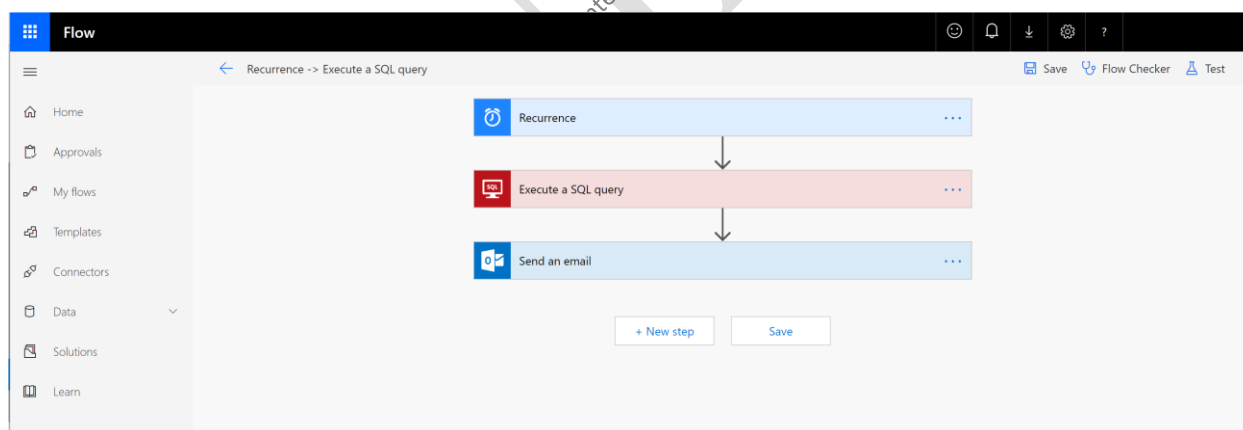 Flow
?
Recurrence -> Execute a SQL query
Save
Flow Checker
Test
Home
Approvals
My flows
Templates
Connectors
Data
Solutions
Learn
Recurrence
SQL
Execute a SQL query
Send an email
+ New step
Save